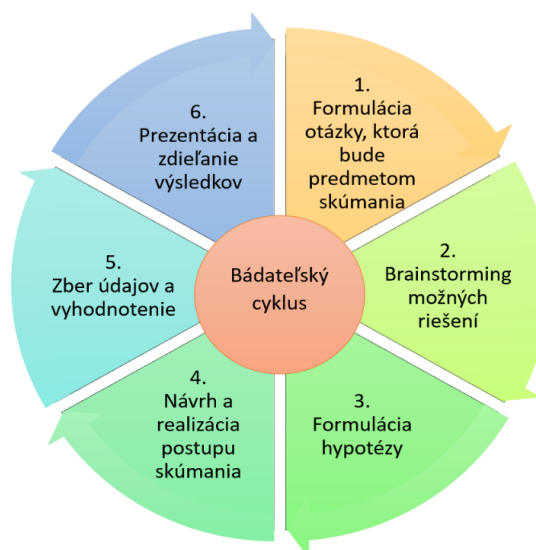 1.
Formulácia
otázky, ktorá
bude
predmetom
skúmania
2.
Brainstorming
možných
riešení
3.
Formulácia
hypotézy
4.
Návrh a
realizácia
postupu
skúmania
5.
Zber údajov a
vyhodnotenie
6.
Prezentácia a
zdieľanie
výsledkov
Bádateľský
cyklus